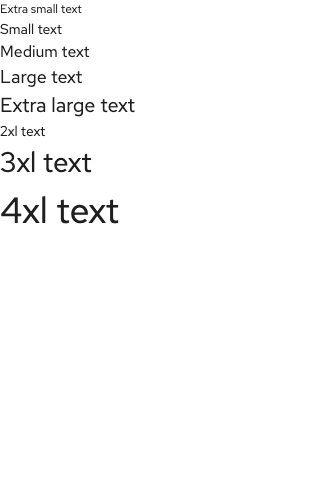 Extra small text
Small text
Medium text
Large text
Extra large text
2xl text
3xl text
4xl text